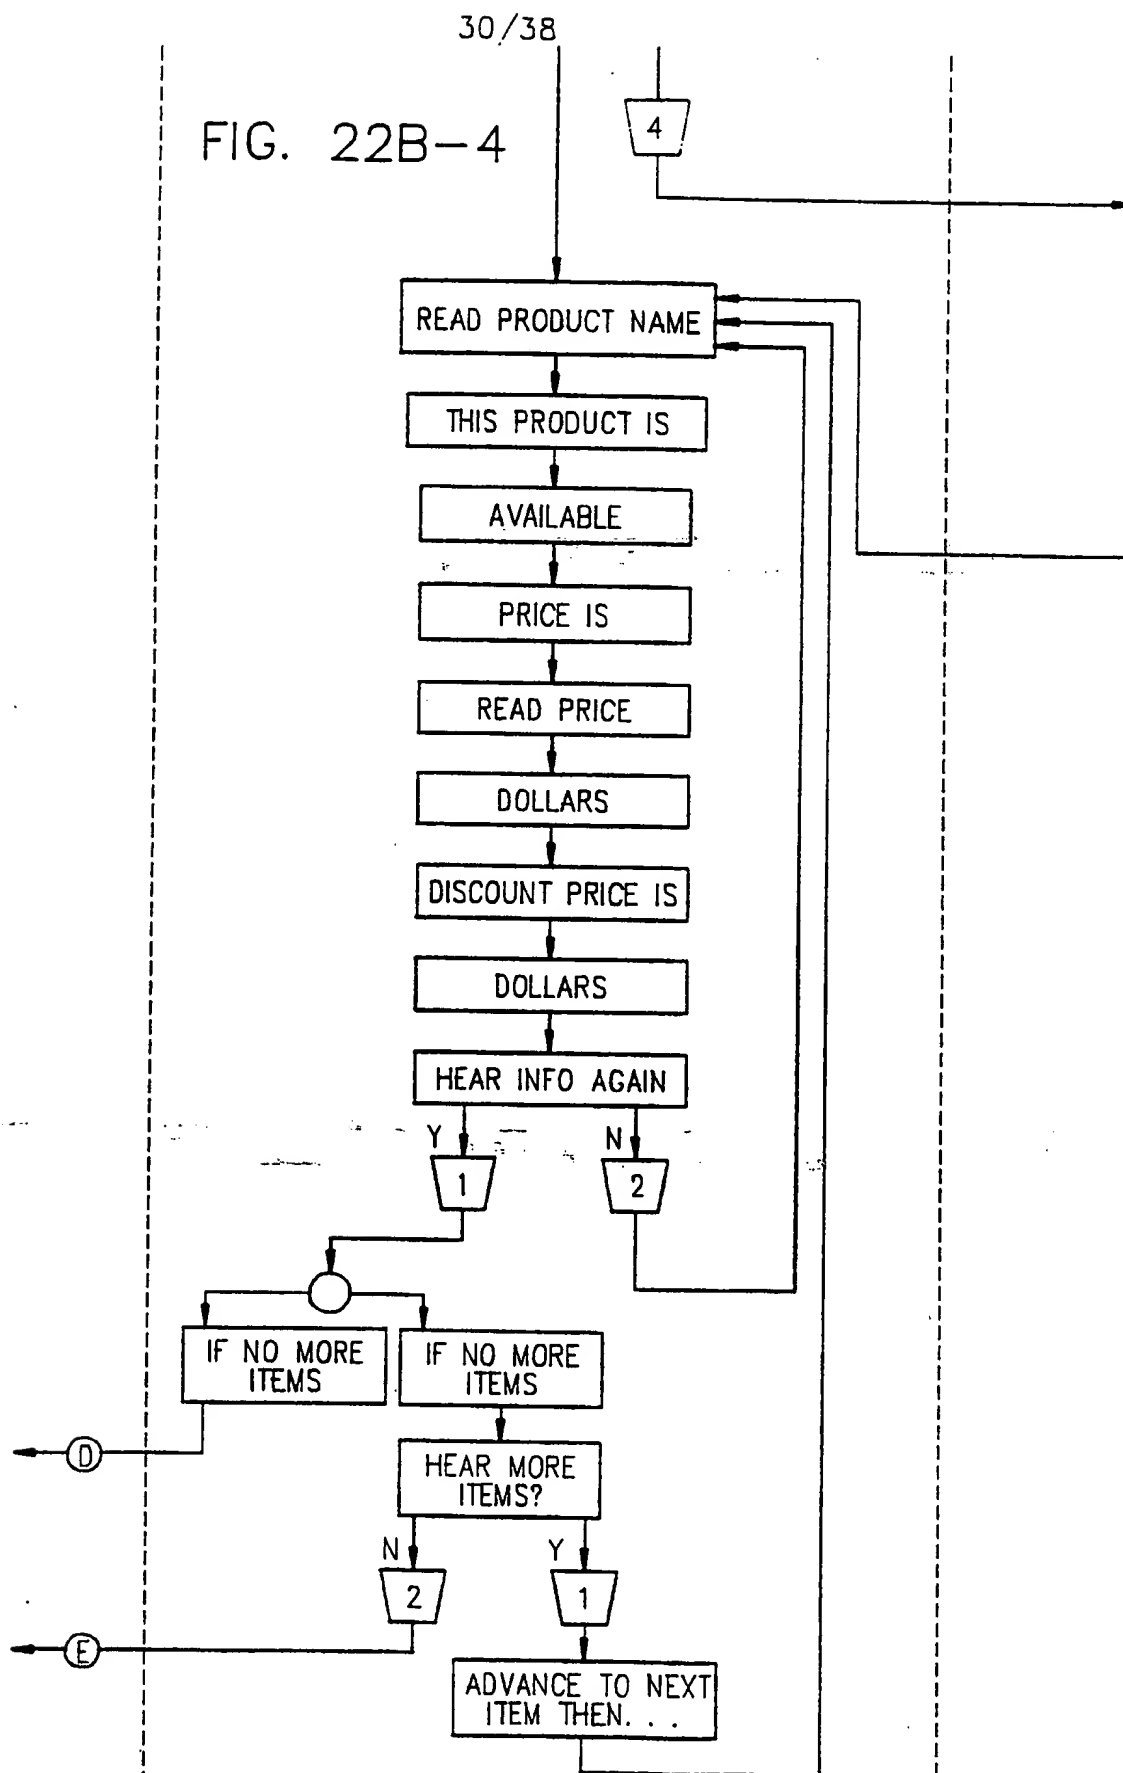 30/38
FIG. 22B-4
4
READ PRODUCT NAME
THIS PRODUCT IS
AVAILABLE
PRICE IS
READ PRICE
DOLLARS
DISCOUNT PRICE IS
DOLLARS
HEAR INFO AGAIN
Y
N
1
2
IF NO MORE
ITEMS
IF NO MORE
ITEMS
D
HEAR MORE
ITEMS?
N
Y
2
1
E
ADVANCE TO NEXT
ITEM THEN. . .